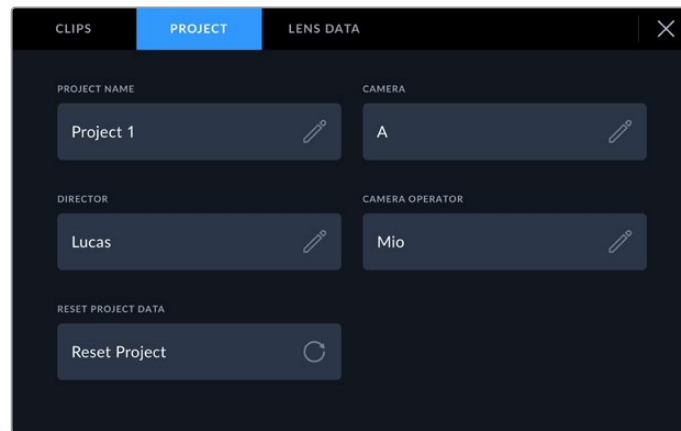 CLIPS PROJECT LENS DATA
PROJECT NAME CAMERA
Project 1 A
DIRECTOR CAMERA OPERATOR
Lucas Mio
RESET PROJECT DATA
Reset Project